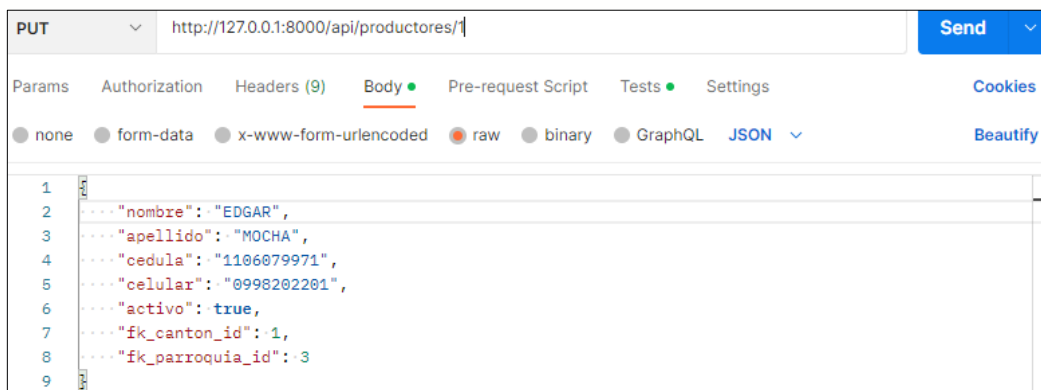 PUT http://127.0.0.1:8000/api/productores/1 Send
Params Authorization Headers (9) Body Pre-request Script Tests Settings Cookies
none form-data x-www-form-urlencoded raw binary GraphQL JSON Beautify
1 {
2 "nombre": "EDGAR",
3 "apellido": "MOCHA",
4 "cedula": "1106079971",
5 "celular": "0998202201",
6 "activo": true,
7 "fk_canton_id": 1,
8 "fk_parroquia_id": 3
9 }